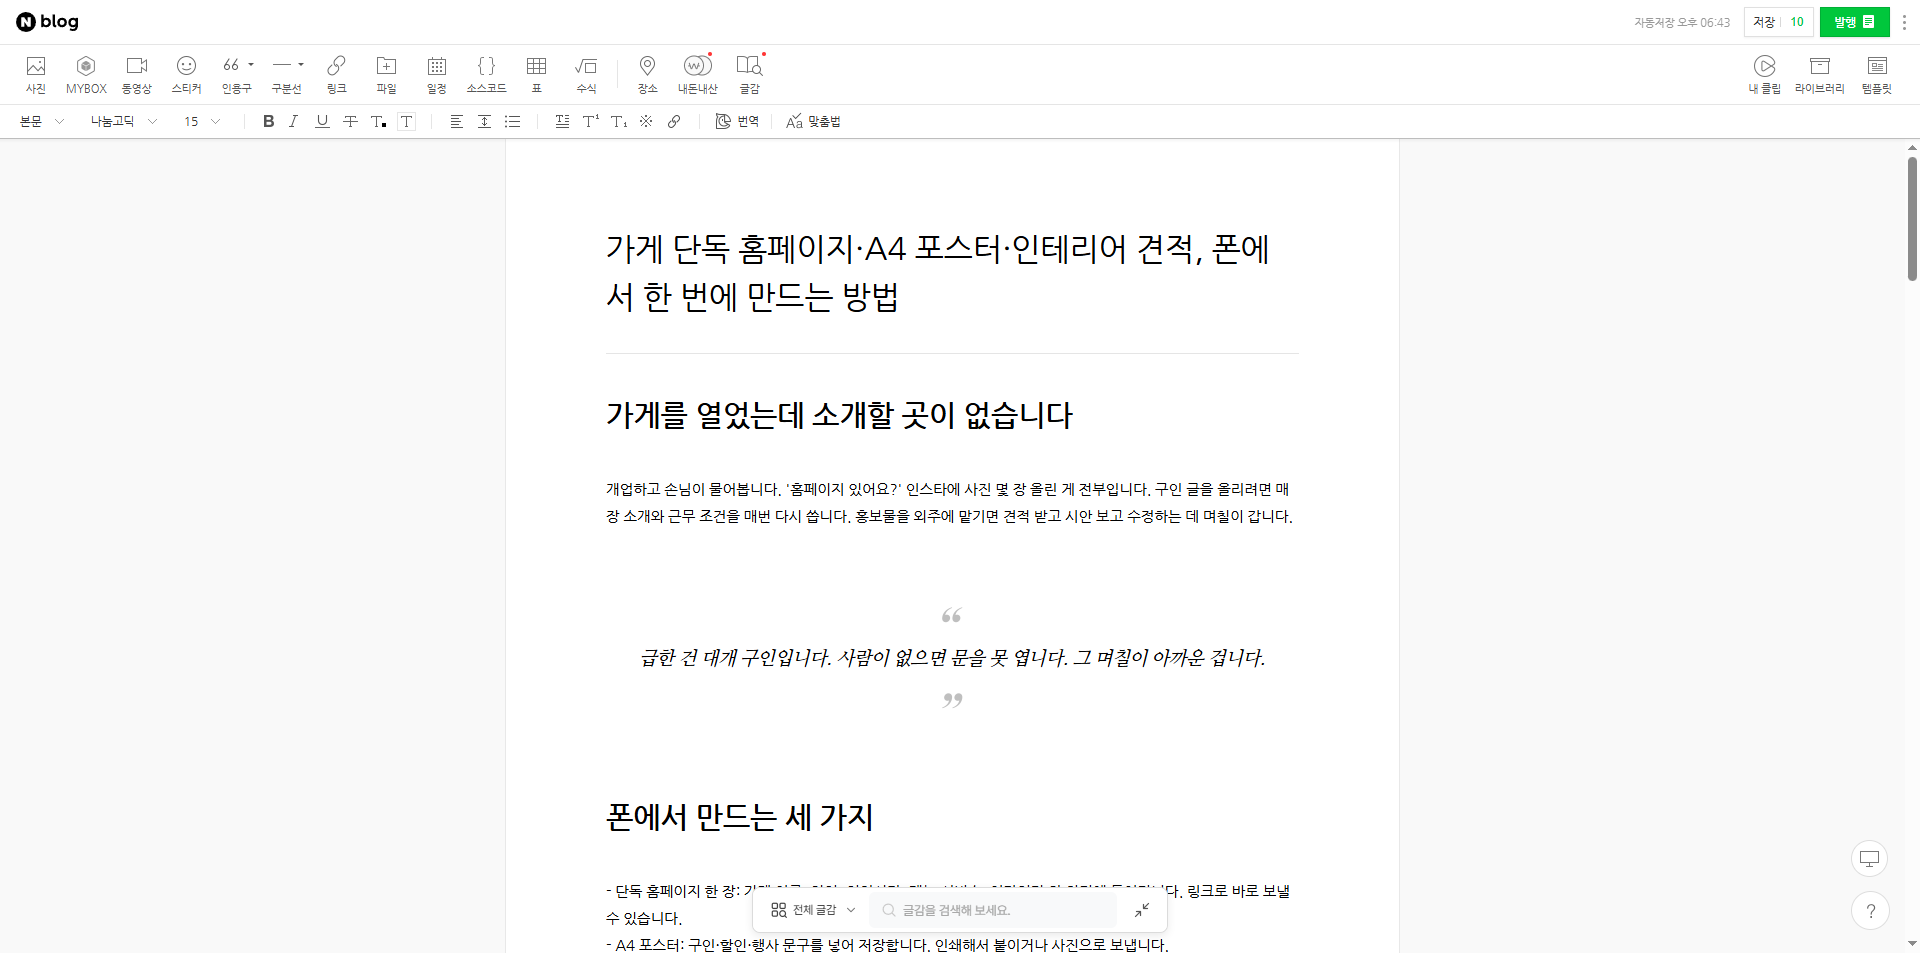 blog
자동저장 오후 06:43
저장 10
발행
사진 MYBOX 동영상 스티커 인용구 구분선 링크 파일 일정 소스코드 표 수식 장소 내돈내산 글감 내 클립 라이브러리 템플릿
본문 나눔고딕 15 번역 맞춤법
가게 단독 홈페이지·A4 포스터·인테리어 견적, 폰에
서 한 번에 만드는 방법
가게를 열었는데 소개할 곳이 없습니다
개업하고 손님이 물어봅니다. '홈페이지 있어요?' 인스타에 사진 몇 장 올린 게 전부입니다. 구인 글을 올리려면 매
장 소개와 근무 조건을 매번 다시 씁니다. 홍보물을 외주에 맡기면 견적 받고 시안 보고 수정하는 데 며칠이 갑니다.
“
급한 건 대개 구인입니다. 사람이 없으면 문을 못 엽니다. 그 며칠이 아까운 겁니다.
”
폰에서 만드는 세 가지
- 단독 홈페이지 한 장: 링크로 바로 보낼
수 있습니다.
전체 글감 글감을 검색해 보세요.
- A4 포스터: 구인·할인·행사 문구를 넣어 저장합니다. 인쇄해서 붙이거나 사진으로 보냅니다.